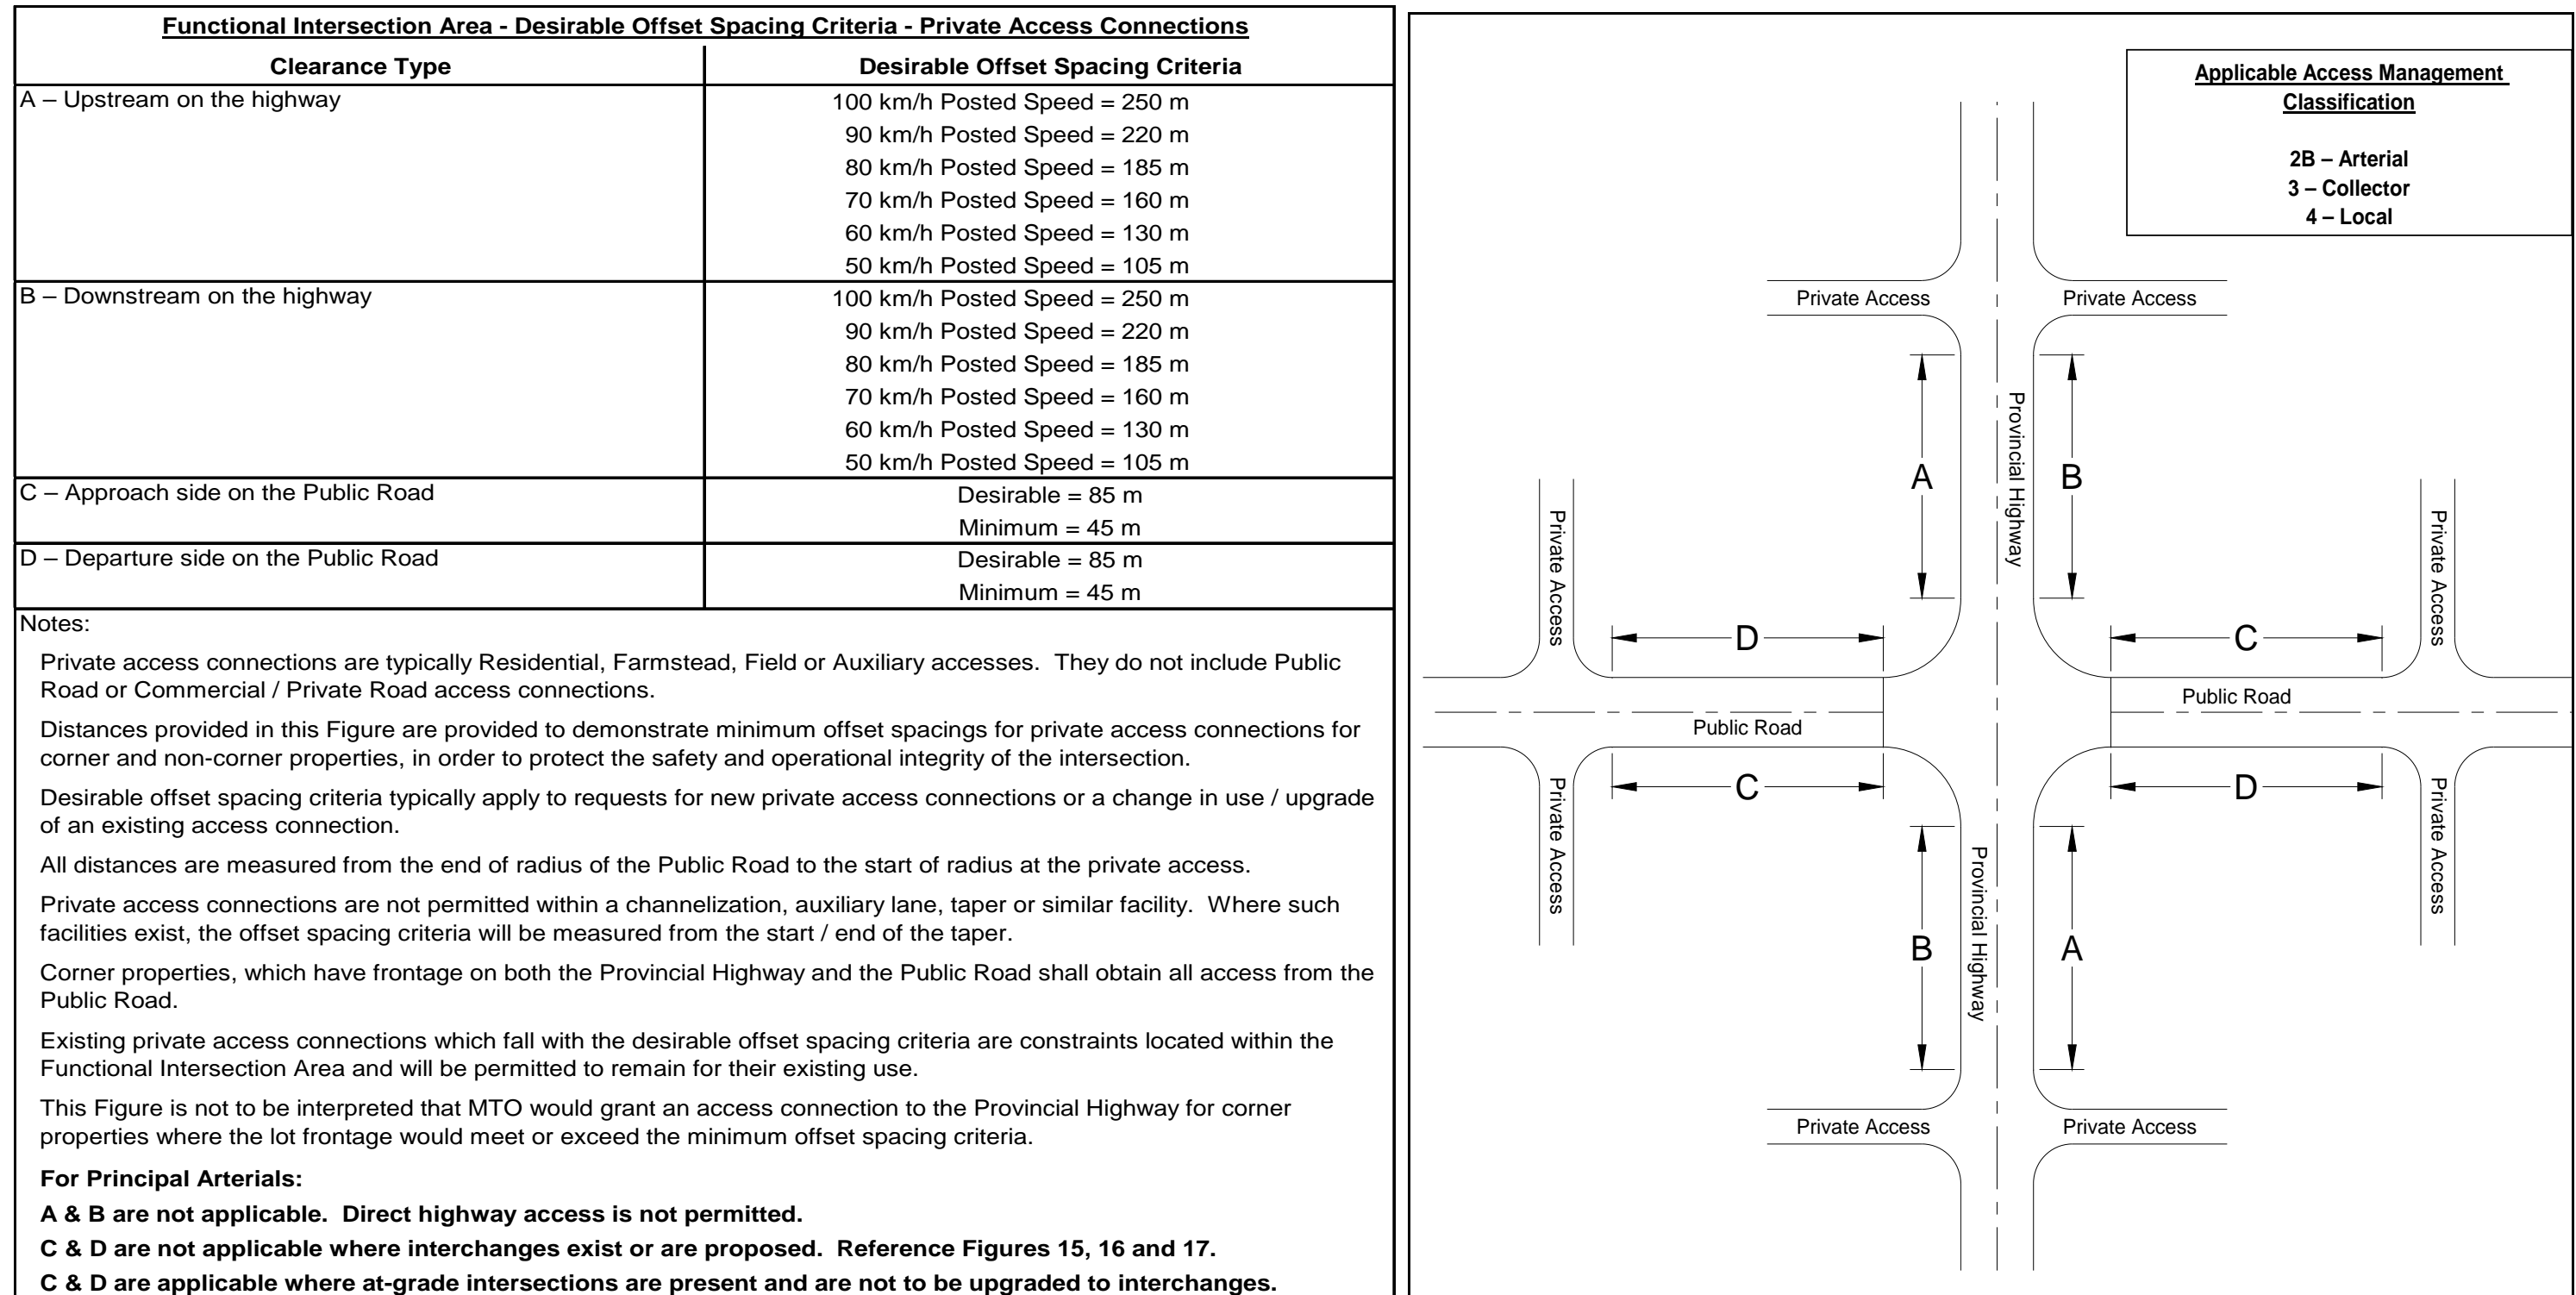 Functional Intersection Area - Desirable Offset Spacing Criteria - Private Access Connections
Clearance Type
Desirable Offset Spacing Criteria
A – Upstream on the highway
100 km/h Posted Speed = 250 m
90 km/h Posted Speed = 220 m
80 km/h Posted Speed = 185 m
70 km/h Posted Speed = 160 m
60 km/h Posted Speed = 130 m
50 km/h Posted Speed = 105 m
B – Downstream on the highway
100 km/h Posted Speed = 250 m
90 km/h Posted Speed = 220 m
80 km/h Posted Speed = 185 m
70 km/h Posted Speed = 160 m
60 km/h Posted Speed = 130 m
50 km/h Posted Speed = 105 m
C – Approach side on the Public Road
Desirable = 85 m
Minimum = 45 m
D – Departure side on the Public Road
Desirable = 85 m
Minimum = 45 m
Notes:
Private access connections are typically Residential, Farmstead, Field or Auxiliary accesses. They do not include Public
Road or Commercial / Private Road access connections.
Distances provided in this Figure are provided to demonstrate minimum offset spacings for private access connections for
corner and non-corner properties, in order to protect the safety and operational integrity of the intersection.
Desirable offset spacing criteria typically apply to requests for new private access connections or a change in use / upgrade
of an existing access connection.
All distances are measured from the end of radius of the Public Road to the start of radius at the private access.
Private access connections are not permitted within a channelization, auxiliary lane, taper or similar facility. Where such
facilities exist, the offset spacing criteria will be measured from the start / end of the taper.
Corner properties, which have frontage on both the Provincial Highway and the Public Road shall obtain all access from the
Public Road.
Existing private access connections which fall with the desirable offset spacing criteria are constraints located within the
Functional Intersection Area and will be permitted to remain for their existing use.
This Figure is not to be interpreted that MTO would grant an access connection to the Provincial Highway for corner
properties where the lot frontage would meet or exceed the minimum offset spacing criteria.
For Principal Arterials:
A & B are not applicable. Direct highway access is not permitted.
C & D are not applicable where interchanges exist or are proposed. Reference Figures 15, 16 and 17.
C & D are applicable where at-grade intersections are present and are not to be upgraded to interchanges.
Applicable Access Management
Classification
2B – Arterial
3 – Collector
4 – Local
Private Access
Private Access
Provincial Highway
A
B
Private Access
Private Access
D
C
Public Road
Public Road
C
D
Private Access
Private Access
Provincial Highway
B
A
Private Access
Private Access